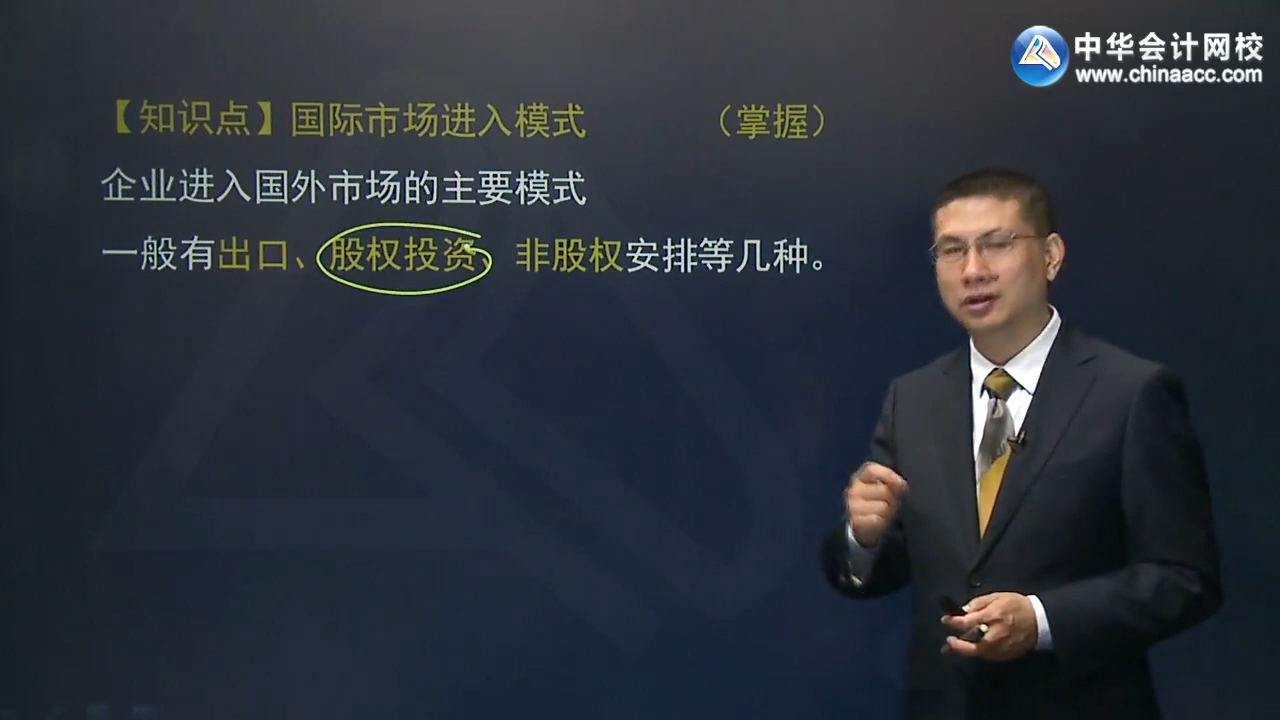 中华会计网校
www.chinaacc.com
【知识点】国际市场进入模式 （掌握）
企业进入国外市场的主要模式
一般有出口、股权投资、非股权安排等几种。